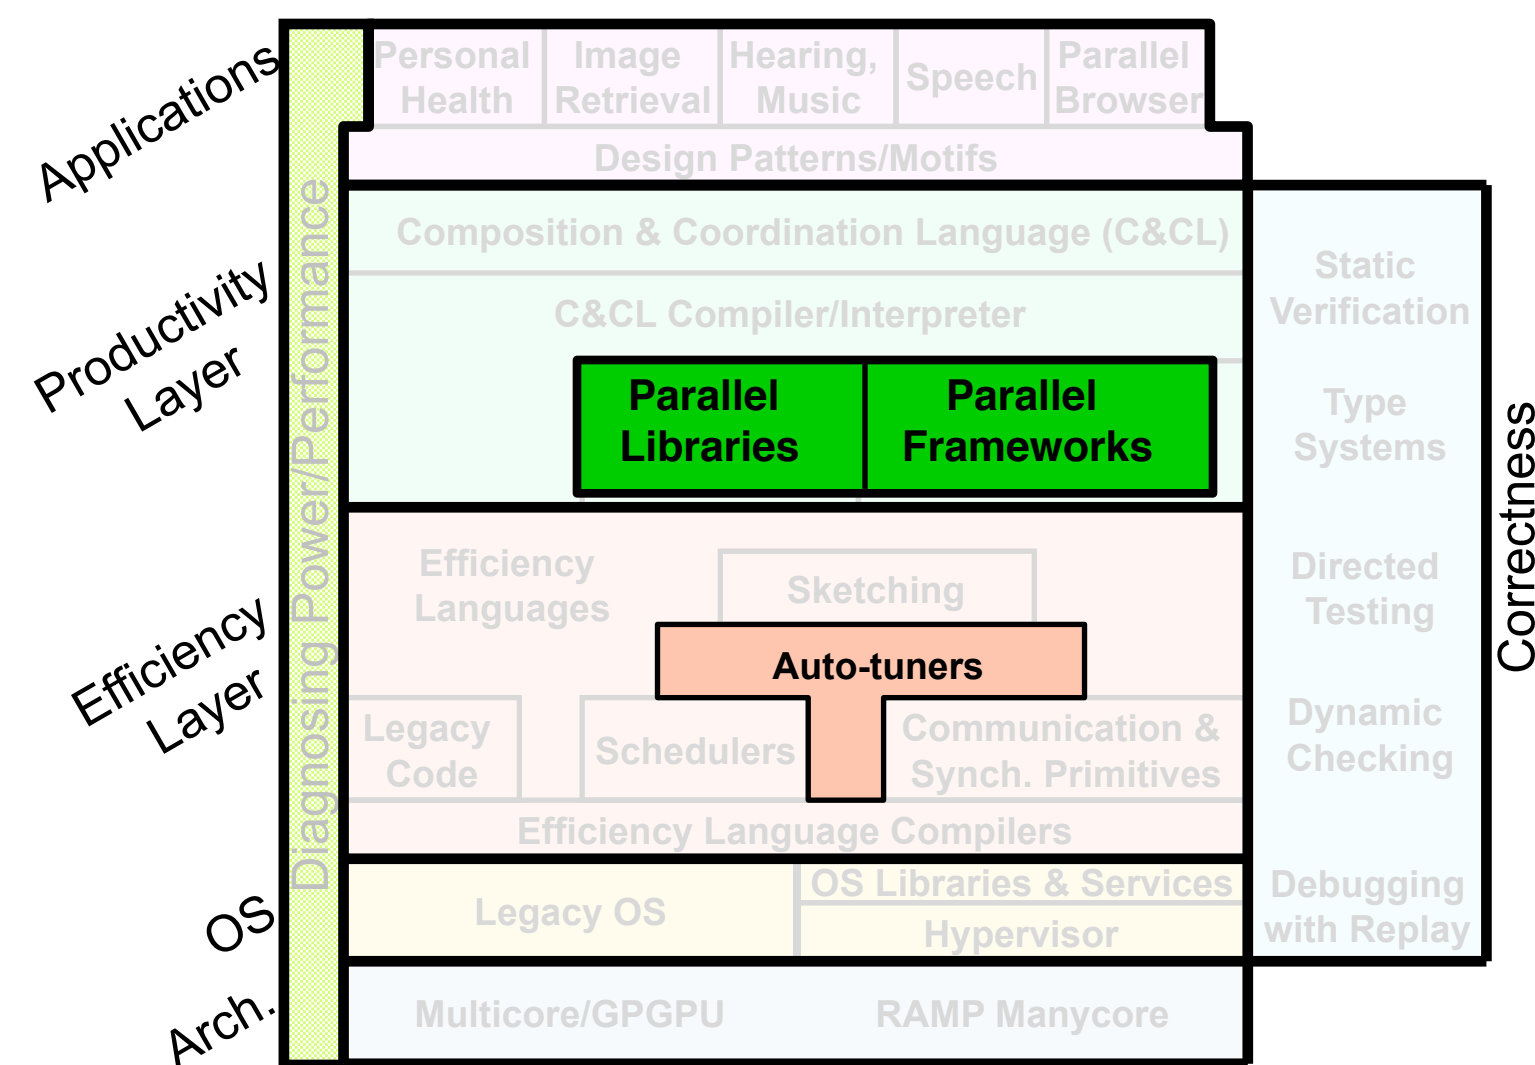 Applications
Personal
Health
Image
Retrieval
Hearing,
Music
Speech
Parallel
Browser
Design Patterns/Motifs
Diagnosing Power/Performance
Productivity
Layer
Composition & Coordination Language (C&CL)
C&CL Compiler/Interpreter
Parallel
Libraries
Parallel
Frameworks
Efficiency
Layer
Efficiency
Languages
Sketching
Auto-tuners
Legacy
Code
Schedulers
Communication &
Synch. Primitives
Efficiency Language Compilers
OS
Legacy OS
OS Libraries & Services
Hypervisor
Arch.
Multicore/GPGPU
RAMP Manycore
Static
Verification
Type
Systems
Directed
Testing
Dynamic
Checking
Debugging
with Replay
Correctness